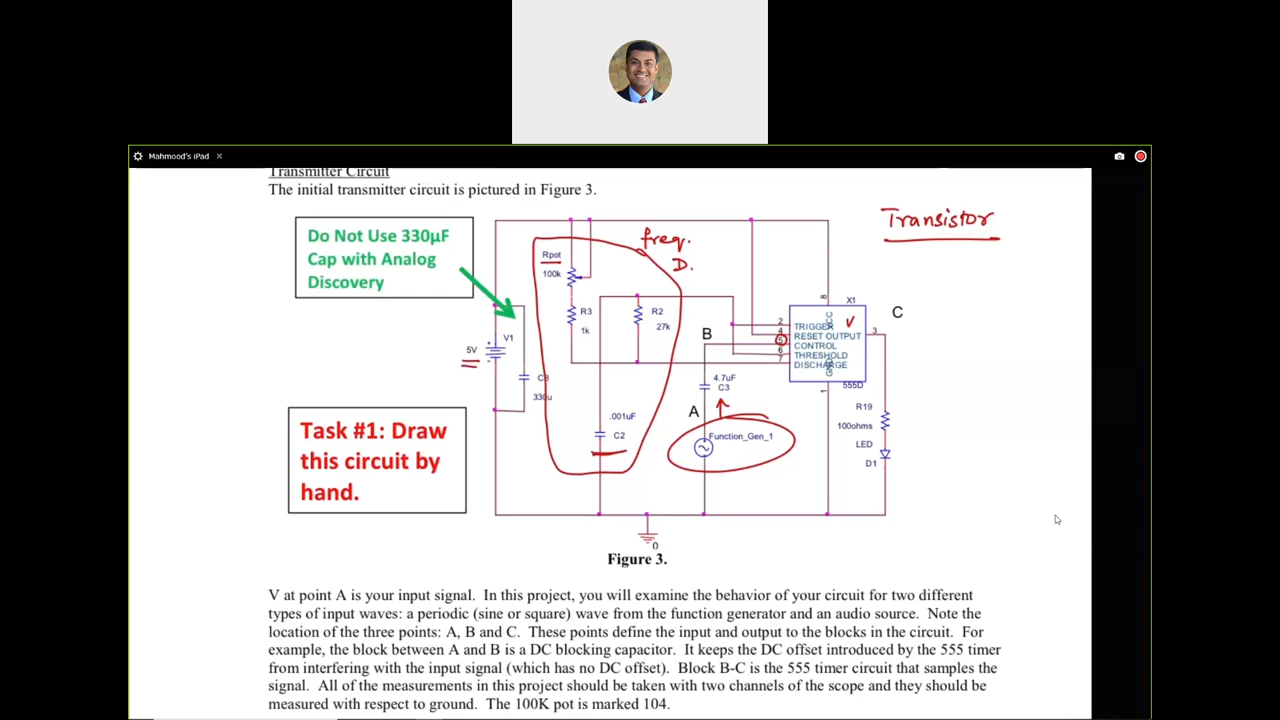 Mahmood's iPad ×
Transmitter Circuit
The initial transmitter circuit is pictured in Figure 3.
Transistor
Do Not Use 330µF
Cap with Analog
Discovery
freq.
D.
Rpot
100k
R3
1k
R2
27k
V1
5V
330u
.001uF
C2
B
4.7uF
C3
A
Function_Gen_1
8
X1
C
2
4
5
6
7
TRIGGER
RESET OUTPUT
CONTROL
THRESHOLD
DISCHARGE
VCC
GND
3
1
555D
R19
100ohms
LED
D1
0
Task #1: Draw
this circuit by
hand.
Figure 3.
V at point A is your input signal. In this project, you will examine the behavior of your circuit for two different
types of input waves: a periodic (sine or square) wave from the function generator and an audio source. Note the
location of the three points: A, B and C. These points define the input and output to the blocks in the circuit. For
example, the block between A and B is a DC blocking capacitor. It keeps the DC offset introduced by the 555 timer
from interfering with the input signal (which has no DC offset). Block B-C is the 555 timer circuit that samples the
signal. All of the measurements in this project should be taken with two channels of the scope and they should be
measured with respect to ground. The 100K pot is marked 104.